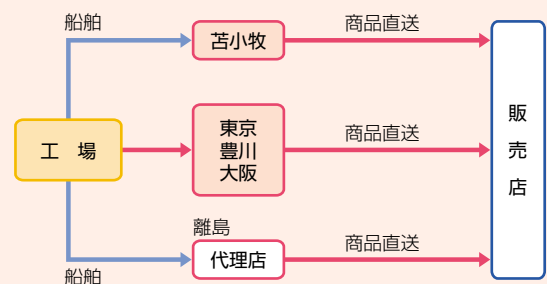 船舶
苫小牧
商品直送
工 場
東京
豊川
大阪
商品直送
販売店
離島
代理店
商品直送
船舶